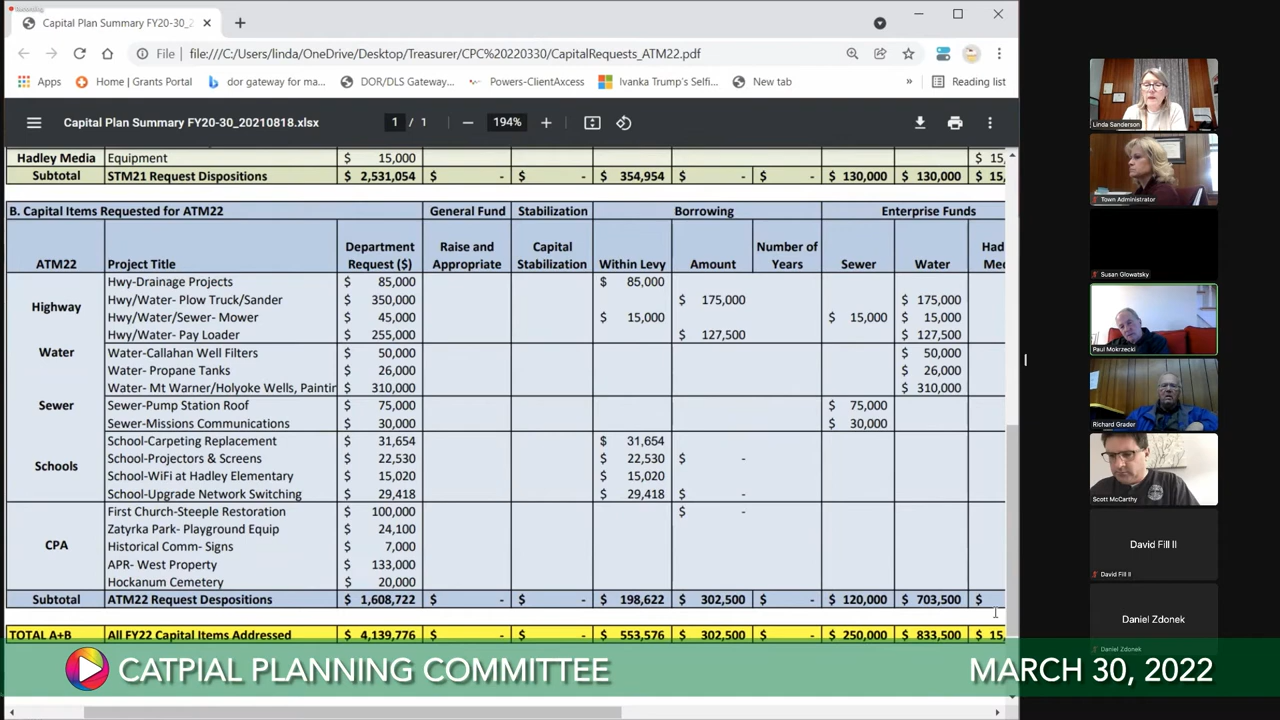 Recording
Capital Plan Summary FY20-30_2
File | file:///C:/Users/linda/OneDrive/Desktop/Treasurer/CPC%20220330/CapitalRequests_ATM22.pdf
Apps Home | Grants Portal dor gateway for ma... DOR/DLS Gateway... Powers-ClientAxcess Ivanka Trump's Selfi... New tab » Reading list
Capital Plan Summary FY20-30_20210818.xlsx 1 / 1 194%
Hadley Media Equipment $ 15,000 $ 15,
Subtotal STM21 Request Dispositions $ 2,531,054 $ - $ - $ 354,954 $ - $ - $ 130,000 $ 130,000 $ 15,
B. Capital Items Requested for ATM22 General Fund Stabilization Borrowing Enterprise Funds
Department Raise and Capital Number of Had
ATM22 Project Title Request ($) Appropriate Stabilization Within Levy Amount Years Sewer Water Med
Hwy-Drainage Projects $ 85,000 $ 85,000
Highway Hwy/Water- Plow Truck/Sander $ 350,000 $ 175,000 $ 175,000
Hwy/Water/Sewer- Mower $ 45,000 $ 15,000 $ 15,000 $ 15,000
Hwy/Water- Pay Loader $ 255,000 $ 127,500 $ 127,500
Water Water-Callahan Well Filters $ 50,000 $ 50,000
Water- Propane Tanks $ 26,000 $ 26,000
Water- Mt Warner/Holyoke Wells, Paintin $ 310,000 $ 310,000
Sewer Sewer-Pump Station Roof $ 75,000 $ 75,000
Sewer-Missions Communications $ 30,000 $ 30,000
Schools School-Carpeting Replacement $ 31,654 $ 31,654
School-Projectors & Screens $ 22,530 $ 22,530 $ -
School-WiFi at Hadley Elementary $ 15,020 $ 15,020
School-Upgrade Network Switching $ 29,418 $ 29,418 $ -
First Church-Steeple Restoration $ 100,000 $ -
Zatyrka Park- Playground Equip $ 24,100
CPA Historical Comm- Signs $ 7,000
APR- West Property $ 133,000
Hockanum Cemetery $ 20,000
Subtotal ATM22 Request Despositions $ 1,608,722 $ - $ - $ 198,622 $ 302,500 $ - $ 120,000 $ 703,500 $
TOTAL A+B All FY22 Capital Items Addressed $ 4,139,776 $ - $ - $ 553,576 $ 302,500 $ - $ 250,000 $ 833,500 $ 15,
Linda Sanderson
Town Administrator
Susan Glowatsky
Paul Mokrzecki
Richard Grader
Scott McCarthy
David Fill II
David Fill II
Daniel Zdonek
Daniel Zdonek
CATPIAL PLANNING COMMITTEE MARCH 30, 2022